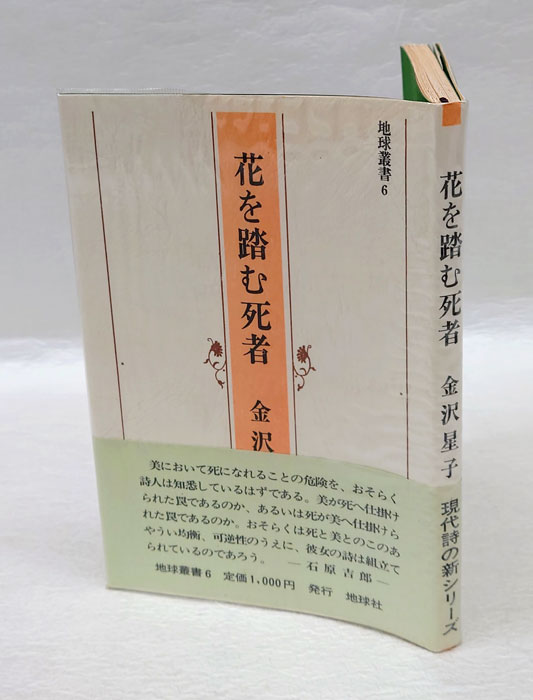 地球叢書6
花を踏む死者
金沢
美において死になれることの危険を、おそらく
詩人は知悉しているはずである。美が死へ仕掛け
られた罠であるのか、あるいは死が美へ仕掛けら
れた罠であるのか。おそらくは死と美とのこのあ
やうい均衡、可逆性のうえに、彼女の詩は組立て
られているのであろう。 ―石原吉郎―
地球叢書6 定価1,000円 発行 地球社
花を踏む死者 金沢星子 現代詩の新シリーズ